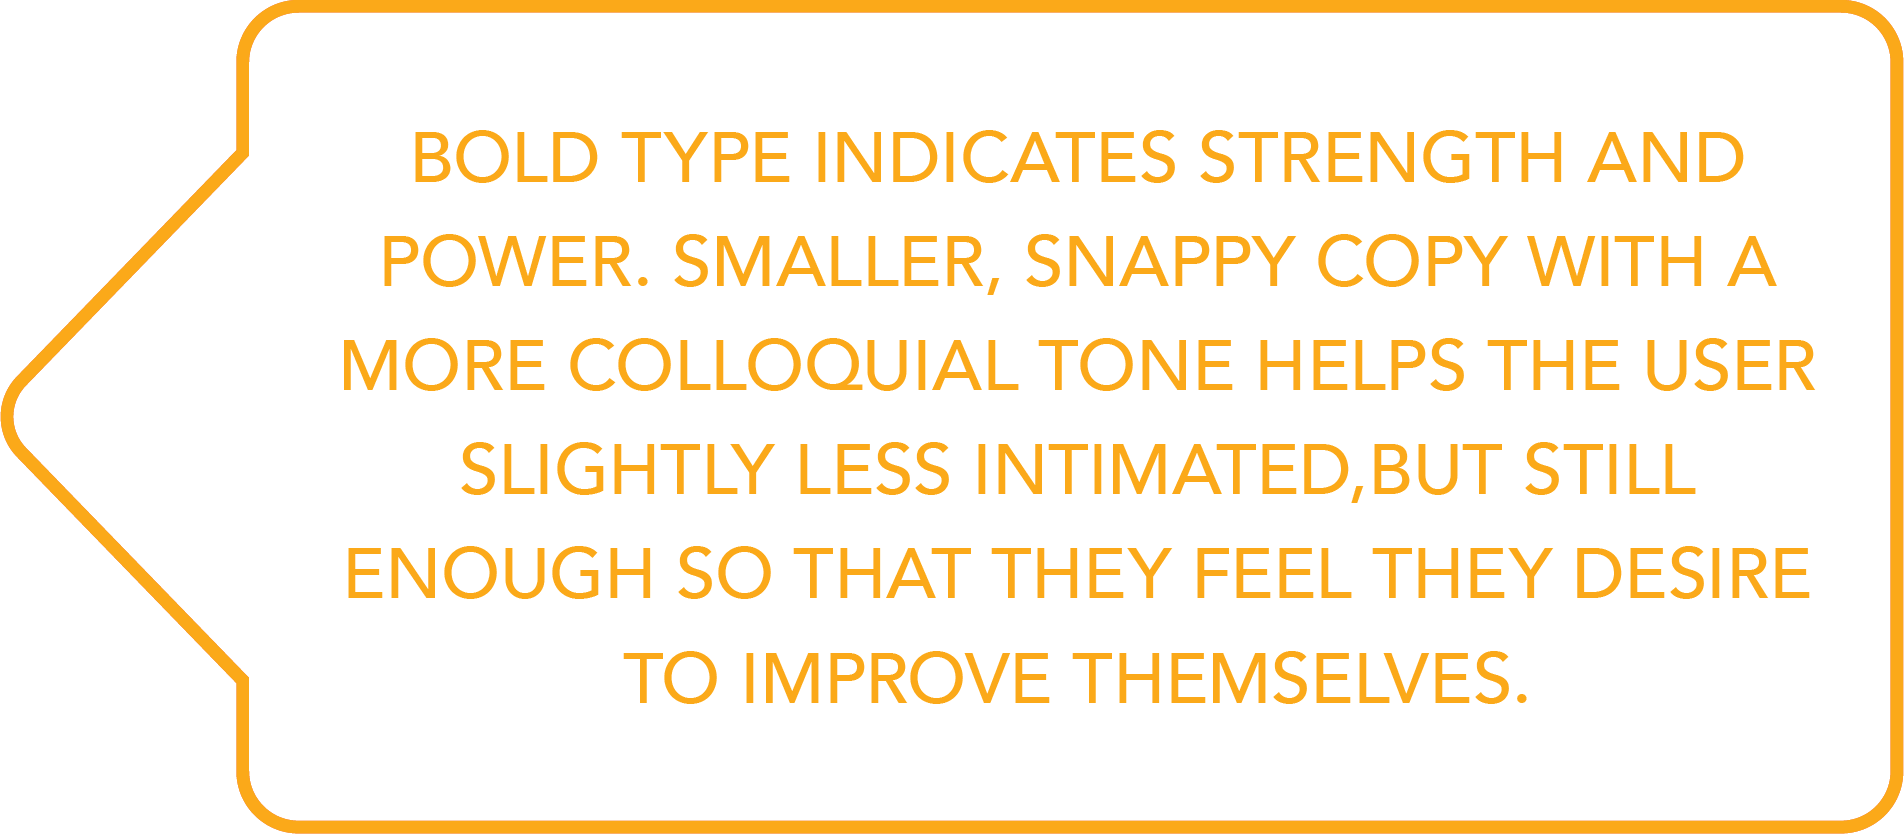 BOLD TYPE INDICATES STRENGTH AND
POWER. SMALLER, SNAPPY COPY WITH A
MORE COLLOQUIAL TONE HELPS THE USER
SLIGHTLY LESS INTIMATED,BUT STILL
ENOUGH SO THAT THEY FEEL THEY DESIRE
TO IMPROVE THEMSELVES.